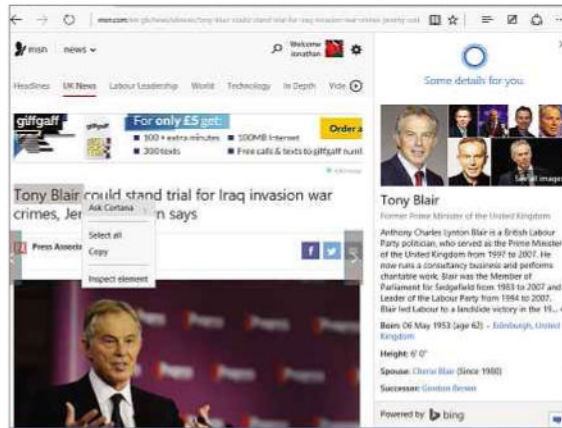 msn news
Welcome
Jonathan
Headlines UK News Labour Leadership World Technology In Depth
giffgaff
giffgaff
For only £5 get:
100 + extra minutes
100MB Internet
300 texts
Free calls & texts to giffgaff
Order a
Tony Blair could stand trial for Iraq invasion war
crimes, says
Press
Ask Cortana
Select all
Copy
Inspect element
Some details for you.
See all images
Tony Blair
Former Prime Minister of the United Kingdom
Anthony Charles Lynton Blair is a British Labour
Party politician, who served as the Prime Minister
of the United Kingdom from 1997 to 2007. He
now runs a consultancy business and performs
charitable work. Blair was the Member of
Parliament for Sedgefield from 1983 to 2007 and
Leader of the Labour Party from 1994 to 2007.
Blair led Labour to a landslide victory in the 19...
Born: 06 May 1953 (age 62) - Edinburgh, United
Kingdom
Height: 6' 0"
Spouse: Cherie Blair (Since 1980)
Successor: Gordon Brown
Powered by bing